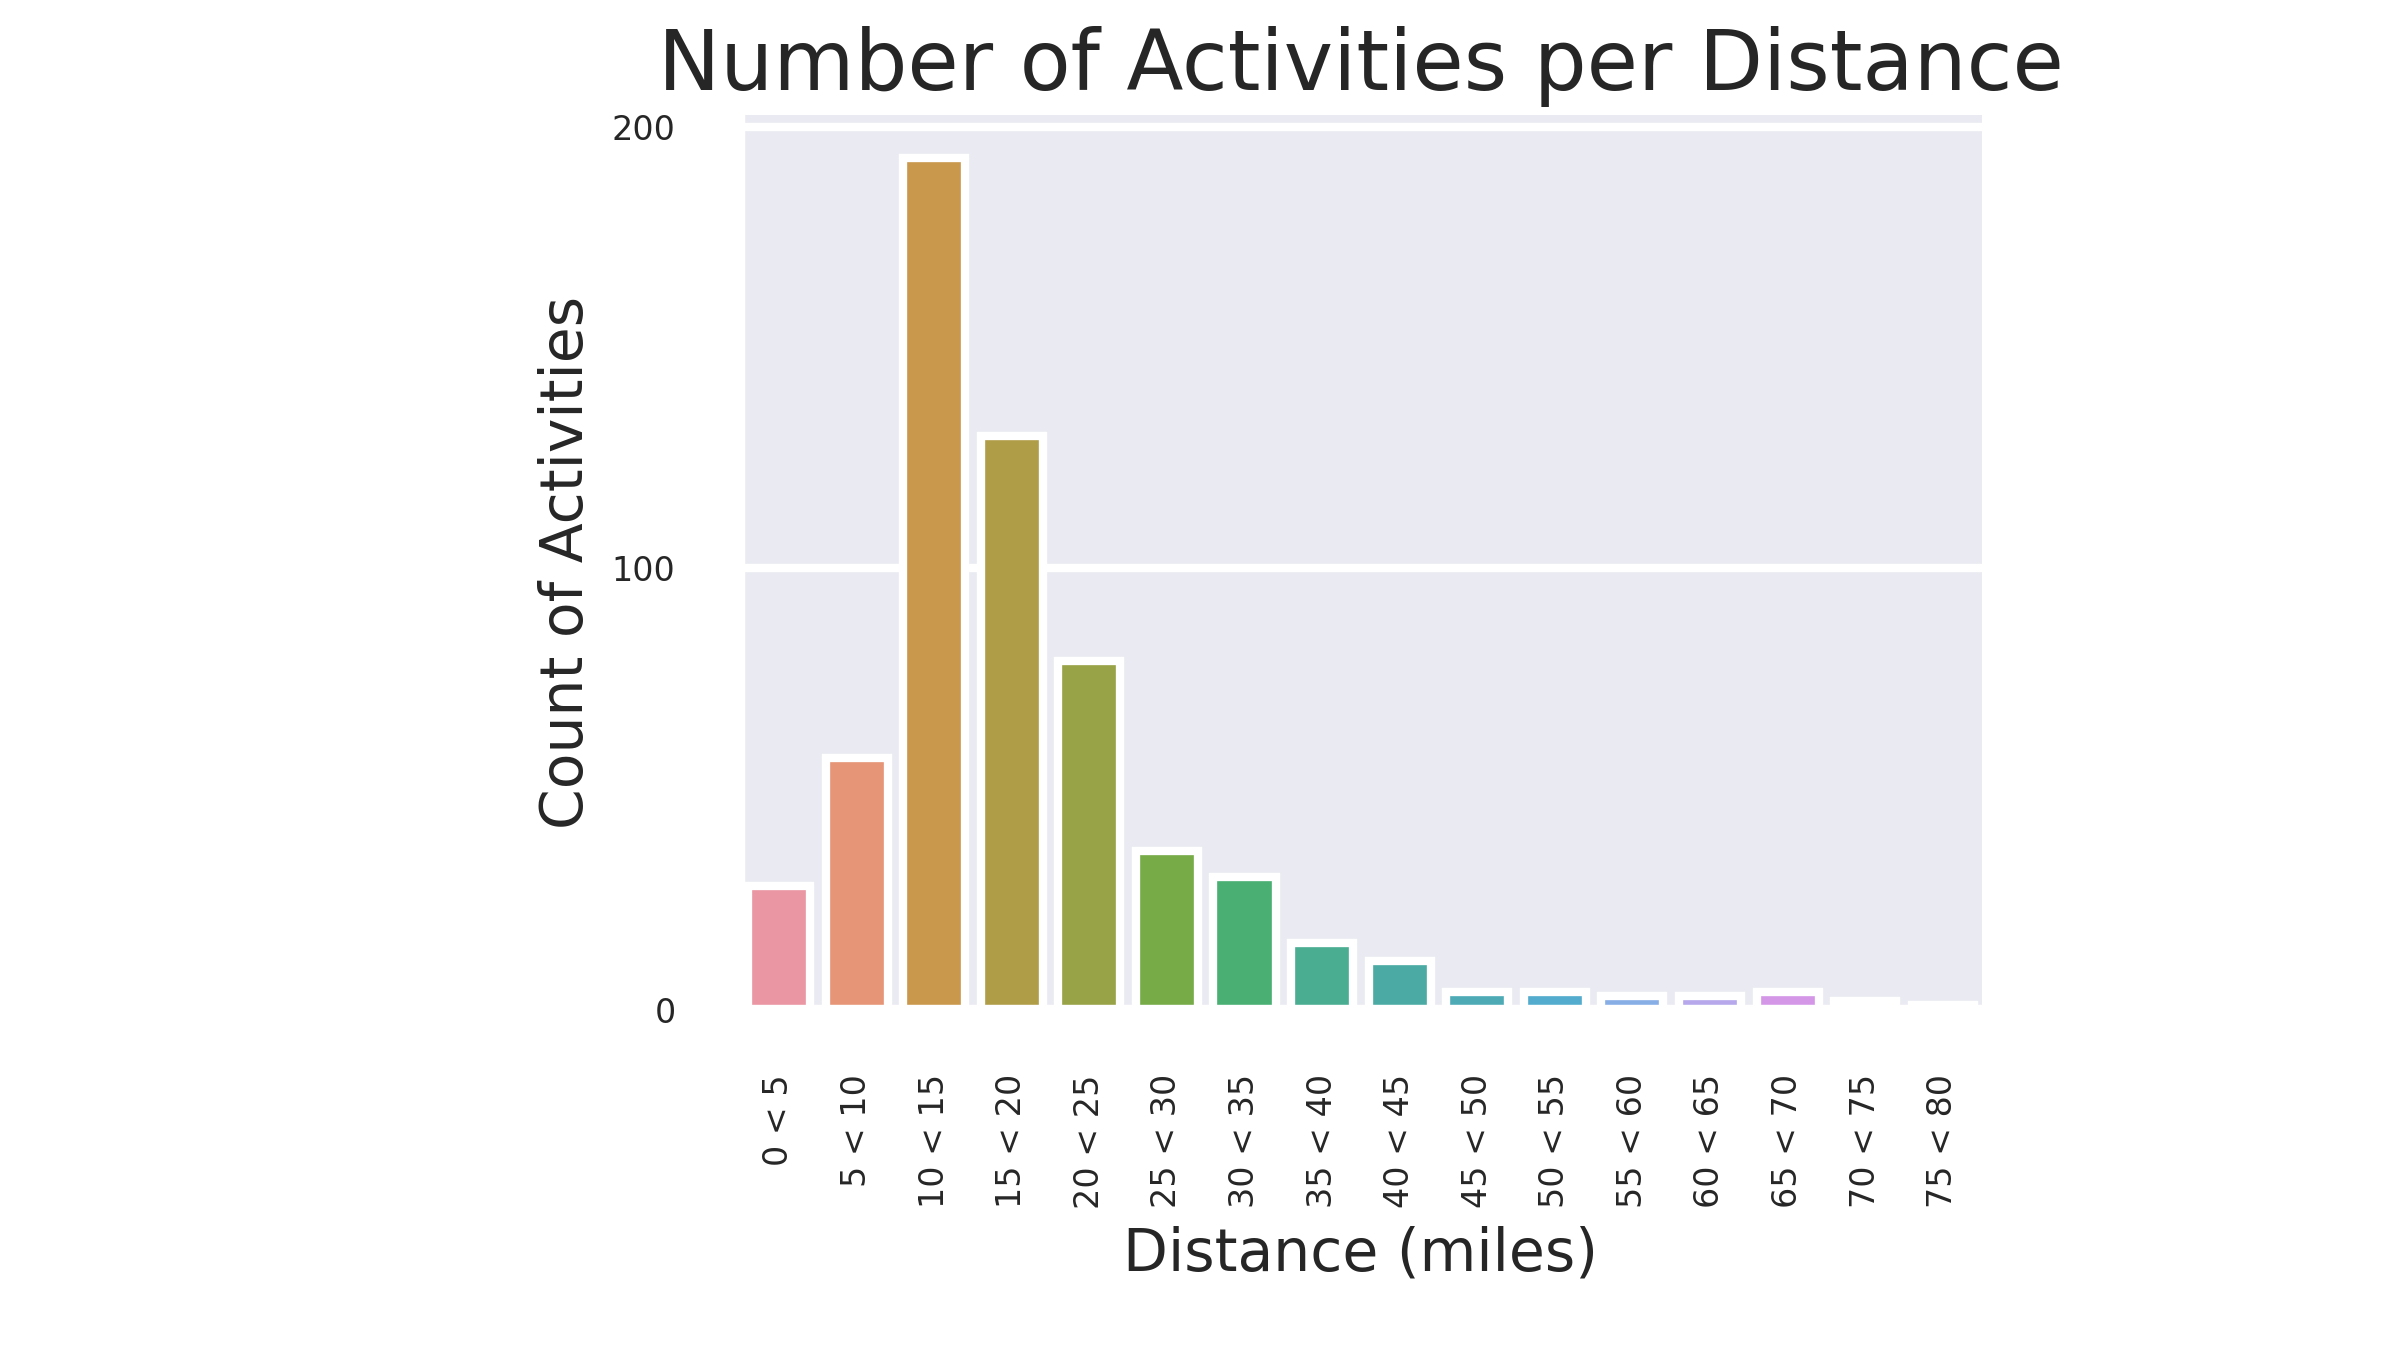 Number of Activities per Distance
200
100
0
Count of Activities
0 < 5
5 < 10
10 < 15
15 < 20
20 < 25
25 < 30
30 < 35
35 < 40
40 < 45
45 < 50
50 < 55
55 < 60
60 < 65
65 < 70
70 < 75
75 < 80
Distance (miles)